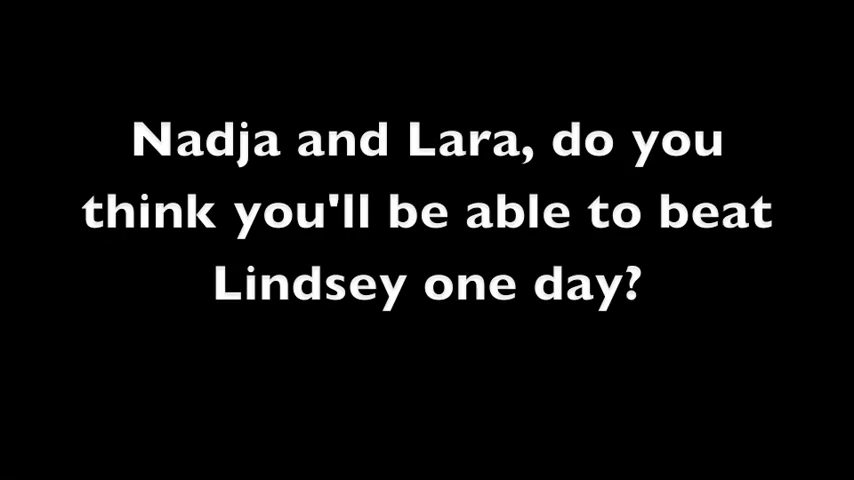 Nadja and Lara, do you
think you'll be able to beat
Lindsey one day?